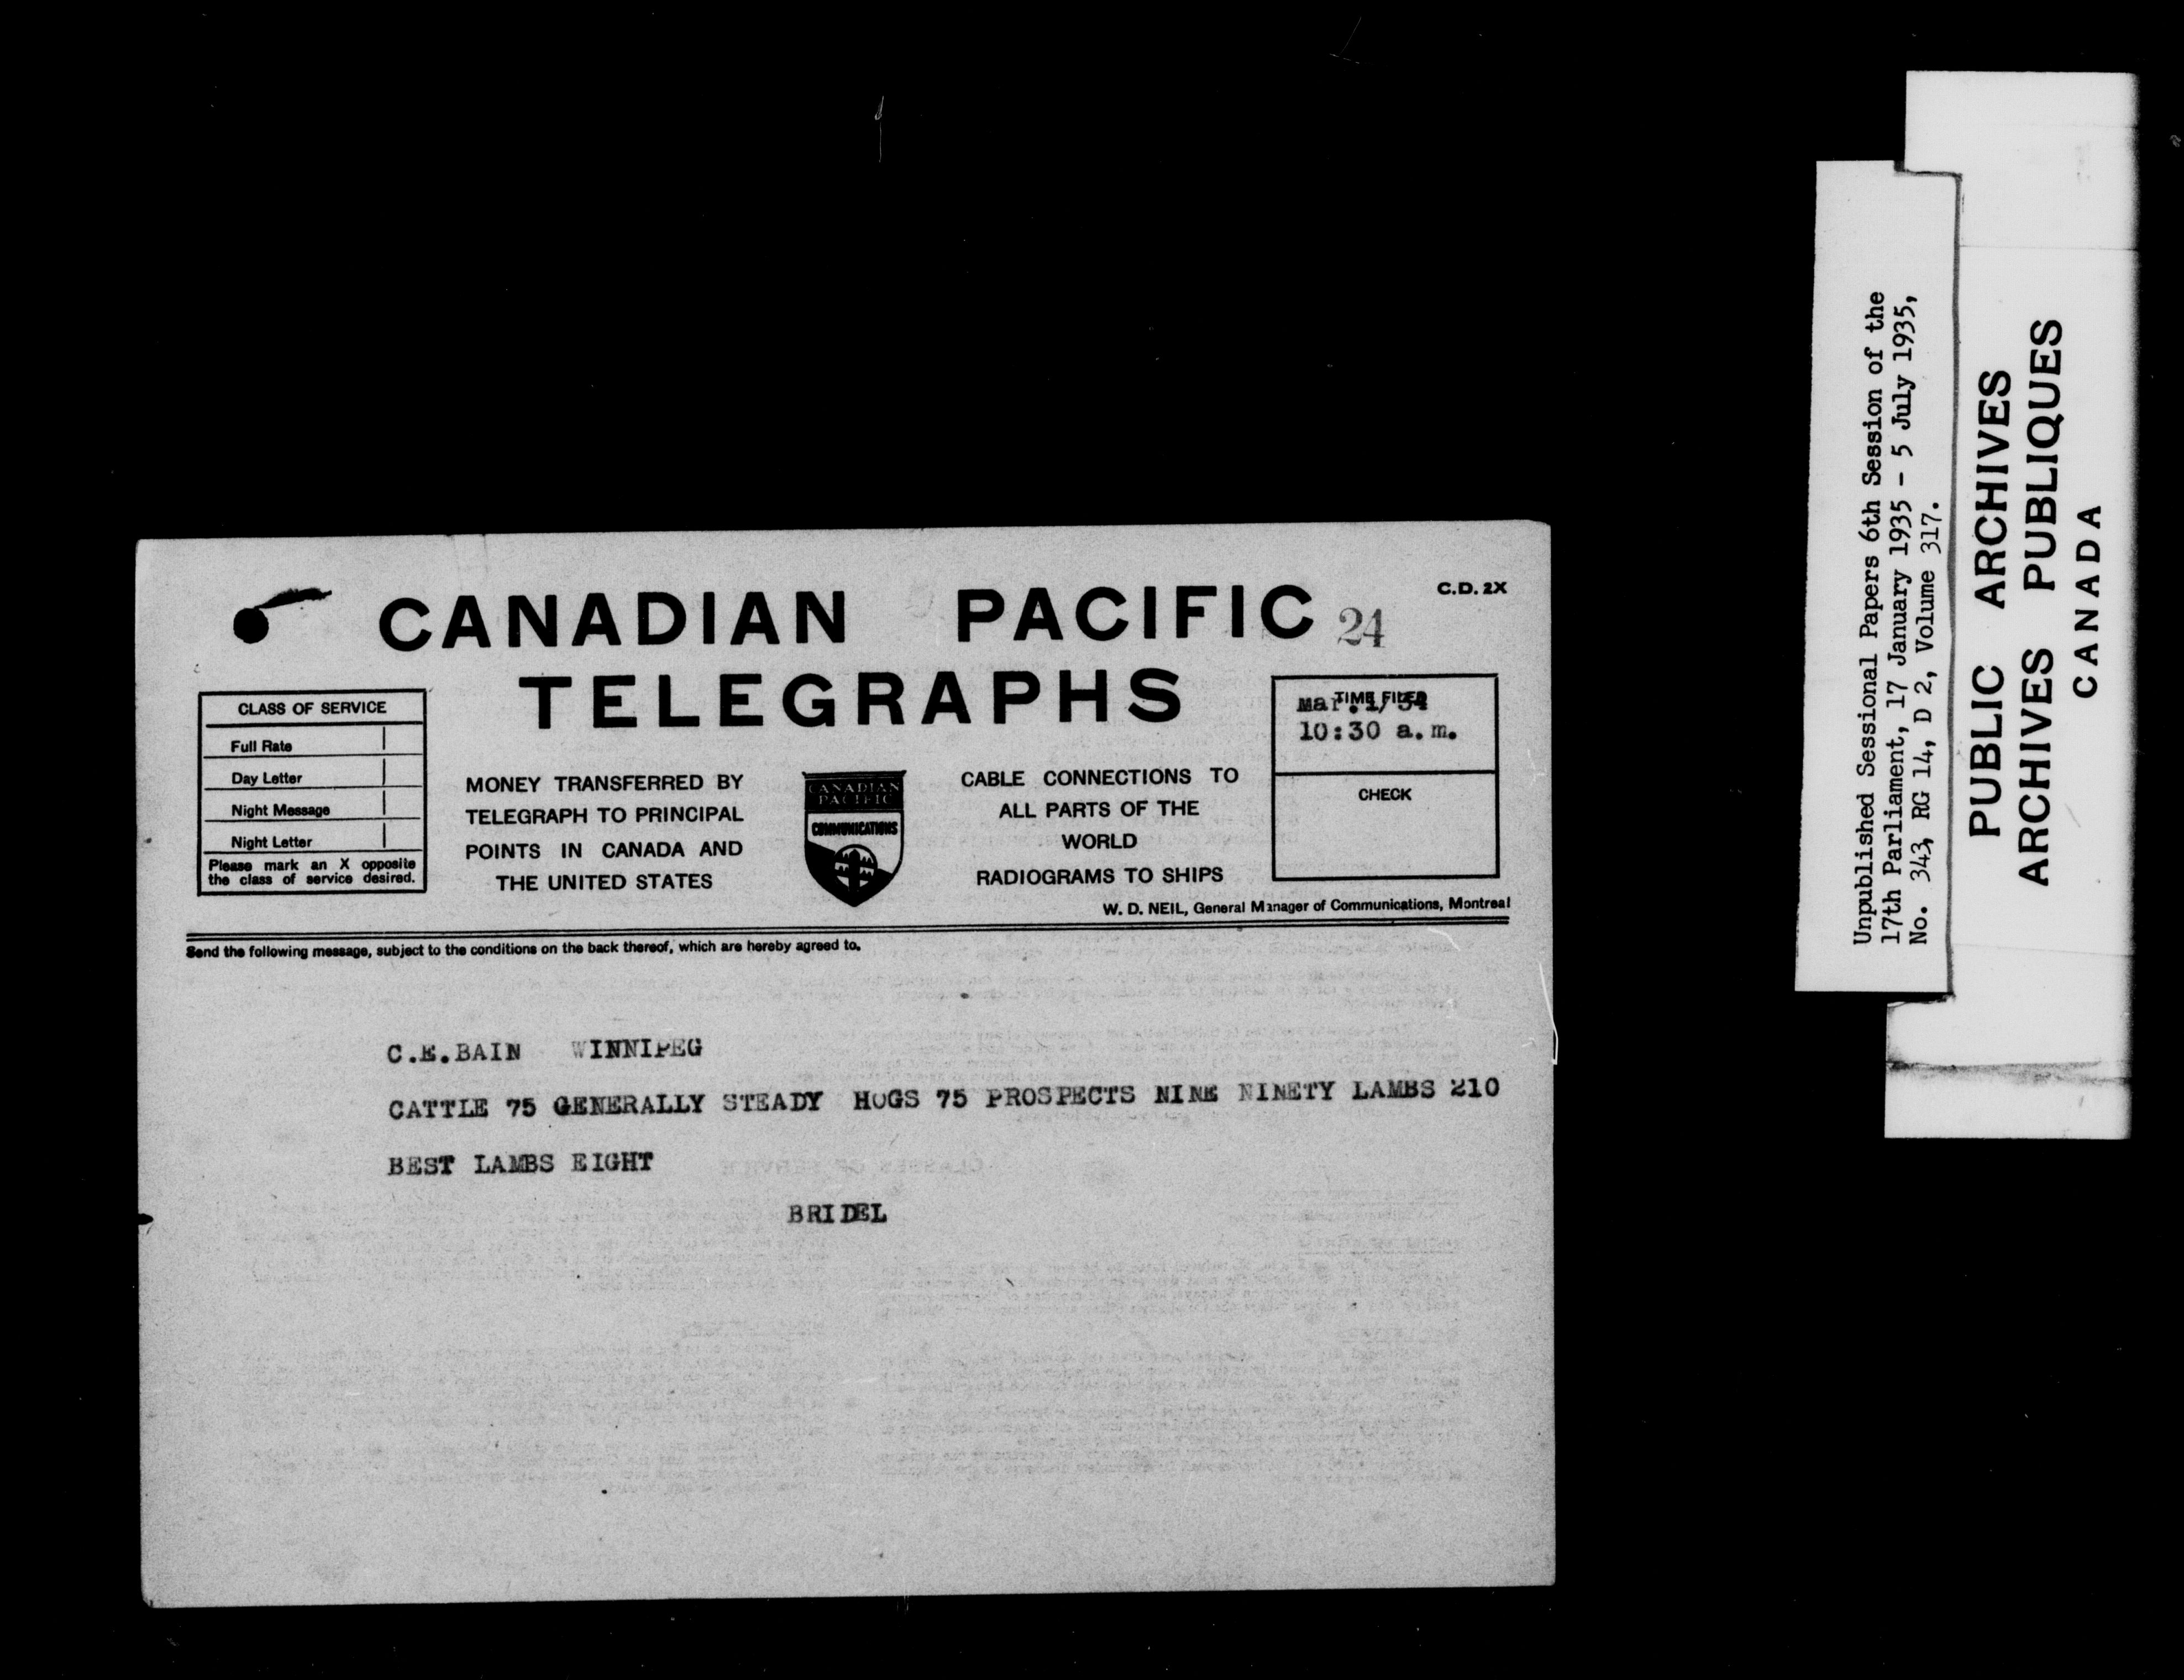 C.D. 2X
CANADIAN PACIFIC 24
TELEGRAPHS
CLASS OF SERVICE
Full Rate
Day Letter
Night Message
Night Letter
Please mark an X opposite
the class of service desired.
MONEY TRANSFERRED BY
TELEGRAPH TO PRINCIPAL
POINTS IN CANADA AND
THE UNITED STATES
CANADIAN
PACIFIC
COMMUNICATIONS
CABLE CONNECTIONS TO
ALL PARTS OF THE
WORLD
RADIOGRAMS TO SHIPS
TIME FILED
Mar.1/34
10:30 a.m.
CHECK
W. D. NEIL, General Manager of Communications, Montreal
Send the following message, subject to the conditions on the back thereof, which are hereby agreed to.
C.E.BAIN WINNIPEG
CATTLE 75 GENERALLY STEADY HOGS 75 PROSPECTS NINE NINETY LAMBS 210
BEST LAMBS EIGHT
BRIDEL
Unpublished Sessional Papers 6th Session of the
17th Parliament, 17 January 1935 - 5 July 1935,
No. 343, RG 14, D 2, Volume 317.
PUBLIC ARCHIVES
ARCHIVES PUBLIQUES
CANADA